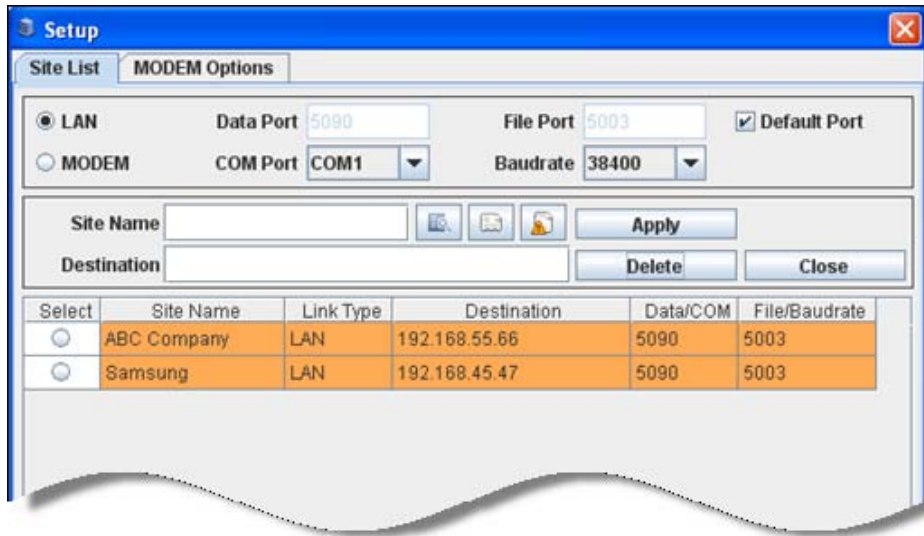 Setup
Site List MODEM Options
LAN Data Port 5090 File Port 5003 Default Port
MODEM COM Port COM1 Baudrate 38400
Site Name Apply
Destination Delete Close
Select Site Name Link Type Destination Data/COM File/Baudrate
ABC Company LAN 192.168.55.66 5090 5003
Samsung LAN 192.168.45.47 5090 5003